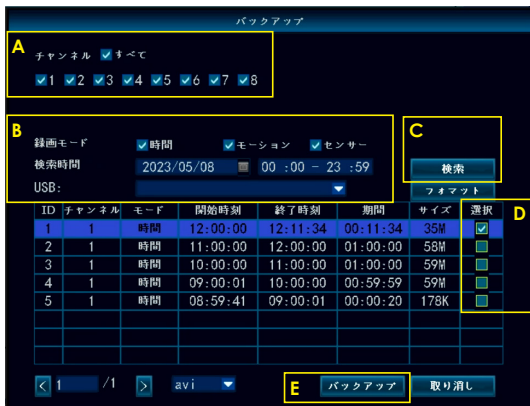 バックアップ
A
チャンネル すべて
1 2 3 4 5 6 7 8
B
録画モード 時間 モーション センサー
C
検索時間 2023/05/08 00 :00 - 23 :59 検索
USB: フォマット
ID チャンネル モード 開始時刻 終了時刻 期間 サイズ 選択
D
1 1 時間 12:00:00 12:11:34 00:11:34 35M
2 1 時間 11:00:00 12:00:00 01:00:00 58M
3 1 時間 10:00:00 11:00:00 01:00:00 59M
4 1 時間 09:00:01 10:00:00 00:59:59 59M
5 1 時間 08:59:41 09:00:01 00:00:20 178K
< 1 /1 > avi E バックアップ 取り消し